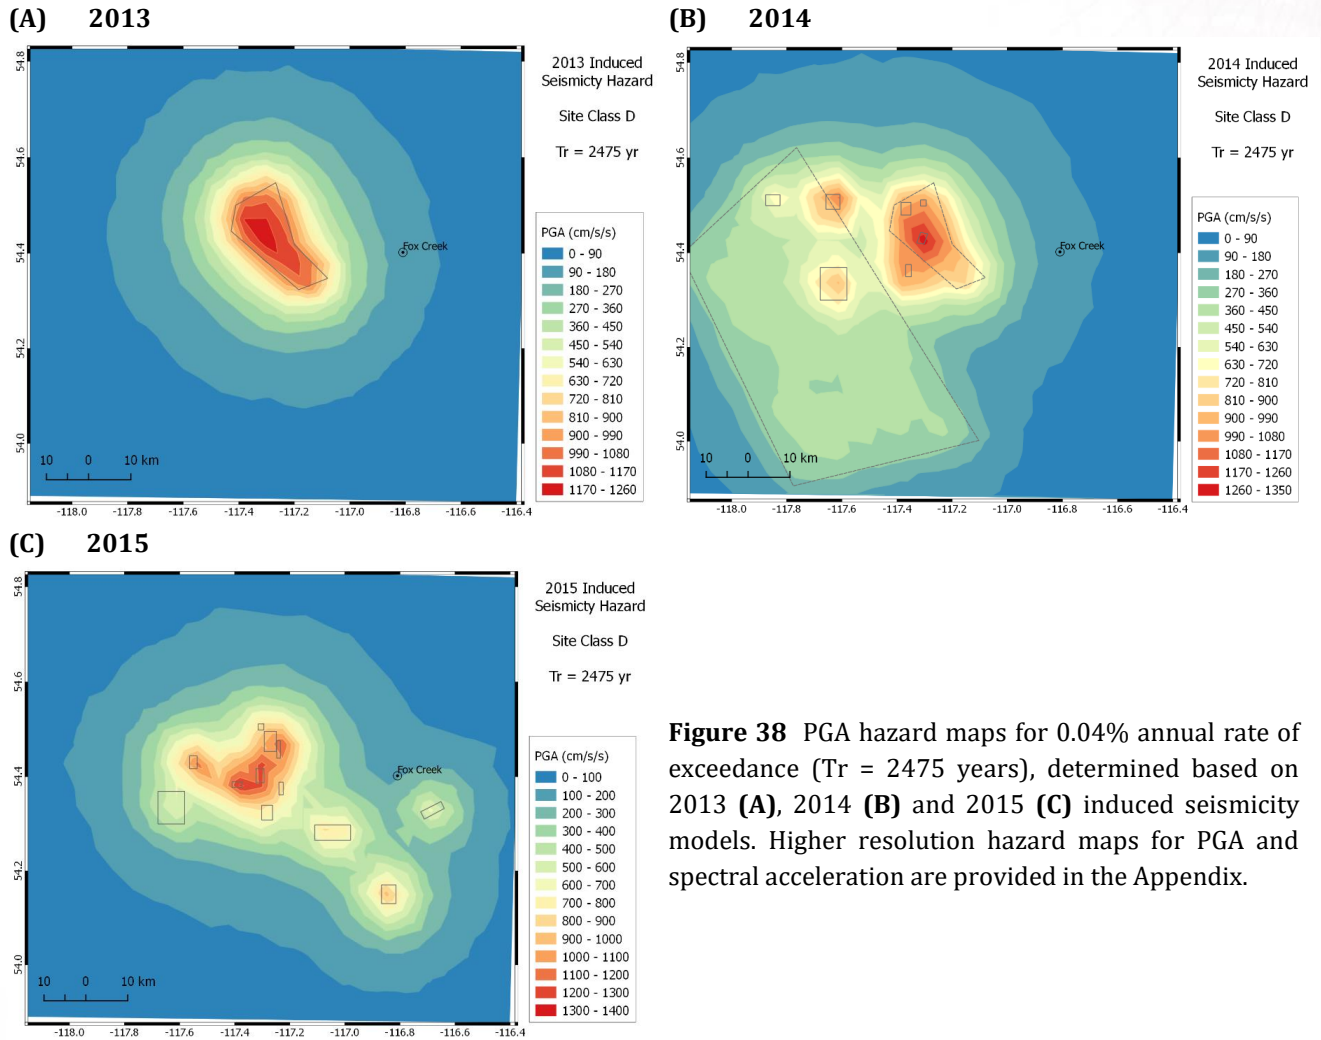 (A) 2013
54.8
54.6
54.4
54.2
54.0
Fox Creek
10 0 10 km
-118.0 -117.8 -117.6 -117.4 -117.2 -117.0 -116.8 -116.6 -116.4
2013 Induced
Seismicty Hazard
Site Class D
Tr = 2475 yr
PGA (cm/s/s)
0 - 90
90 - 180
180 - 270
270 - 360
360 - 450
450 - 540
540 - 630
630 - 720
720 - 810
810 - 900
900 - 990
990 - 1080
1080 - 1170
1170 - 1260
(B) 2014
54.8
54.6
54.4
54.2
54.0
Fox Creek
10 0 10 km
-118.0 -117.8 -117.6 -117.4 -117.2 -117.0 -116.8 -116.6 -116.4
2014 Induced
Seismicty Hazard
Site Class D
Tr = 2475 yr
PGA (cm/s/s)
0 - 90
90 - 180
180 - 270
270 - 360
360 - 450
450 - 540
540 - 630
630 - 720
720 - 810
810 - 900
900 - 990
990 - 1080
1080 - 1170
1170 - 1260
1260 - 1350
(C) 2015
54.8
54.6
54.4
54.2
54.0
Fox Creek
10 0 10 km
-118.0 -117.8 -117.6 -117.4 -117.2 -117.0 -116.8 -116.6 -116.4
2015 Induced
Seismicty Hazard
Site Class D
Tr = 2475 yr
PGA (cm/s/s)
0 - 100
100 - 200
200 - 300
300 - 400
400 - 500
500 - 600
600 - 700
700 - 800
800 - 900
900 - 1000
1000 - 1100
1100 - 1200
1200 - 1300
1300 - 1400
Figure 38 PGA hazard maps for 0.04% annual rate of
exceedance (Tr = 2475 years), determined based on
2013 (A), 2014 (B) and 2015 (C) induced seismicity
models. Higher resolution hazard maps for PGA and
spectral acceleration are provided in the Appendix.